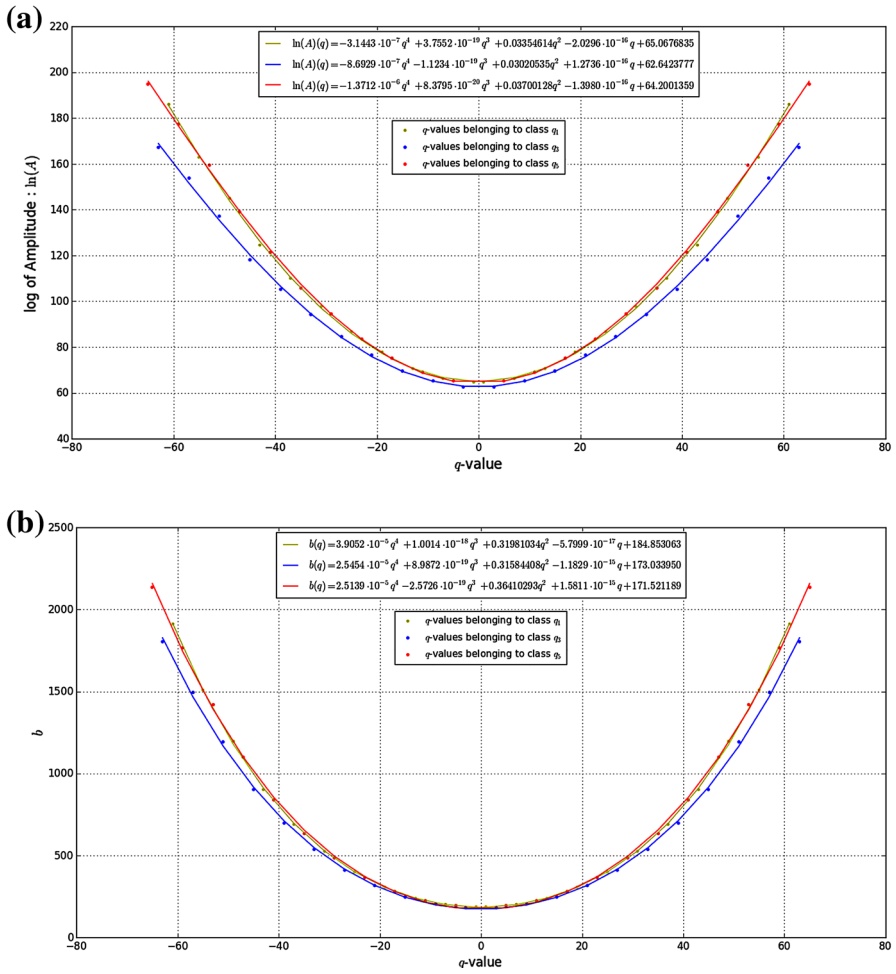 (a)
220
200
180
160
140
120
100
80
60
40
log of Amplitude : ln(A)
ln(A)(q) = −3.1443·10⁻⁷ q⁴ +3.7552·10⁻¹⁹ q³ +0.03354614 q² −2.0296·10⁻¹⁶ q+65.0676835
ln(A)(q) = −8.6929·10⁻⁷ q⁴ −1.1234·10⁻¹⁹ q³ +0.03020535 q² +1.2736·10⁻¹⁶ q+62.6423777
ln(A)(q) = −1.3712·10⁻⁶ q⁴ +8.3795·10⁻²⁰ q³ +0.03700128q² −1.3980·10⁻¹⁶ q+64.2001359
q-values belonging to class q₁
q-values belonging to class q₃
q-values belonging to class q₅
−80 −60 −40 −20 0 20 40 60 80
q-value
(b)
2500
2000
1500
1000
500
0
b
b(q)=3.9052·10⁻⁵ q⁴ +1.0014·10⁻¹⁸ q³ +0.31981034q² −5.7999·10⁻¹⁷ q+184.853063
b(q)=2.5454·10⁻⁵ q⁴ +8.9872·10⁻¹⁹ q³ +0.31584408q² −1.1829·10⁻¹⁵ q+173.033950
b(q)=2.5139·10⁻⁵ q⁴ −2.5726·10⁻¹⁹ q³ +0.36410293q² +1.5811·10⁻¹⁵ q+171.521189
q-values belonging to class q₁
q-values belonging to class q₃
q-values belonging to class q₅
−80 −60 −40 −20 0 20 40 60 80
q-value